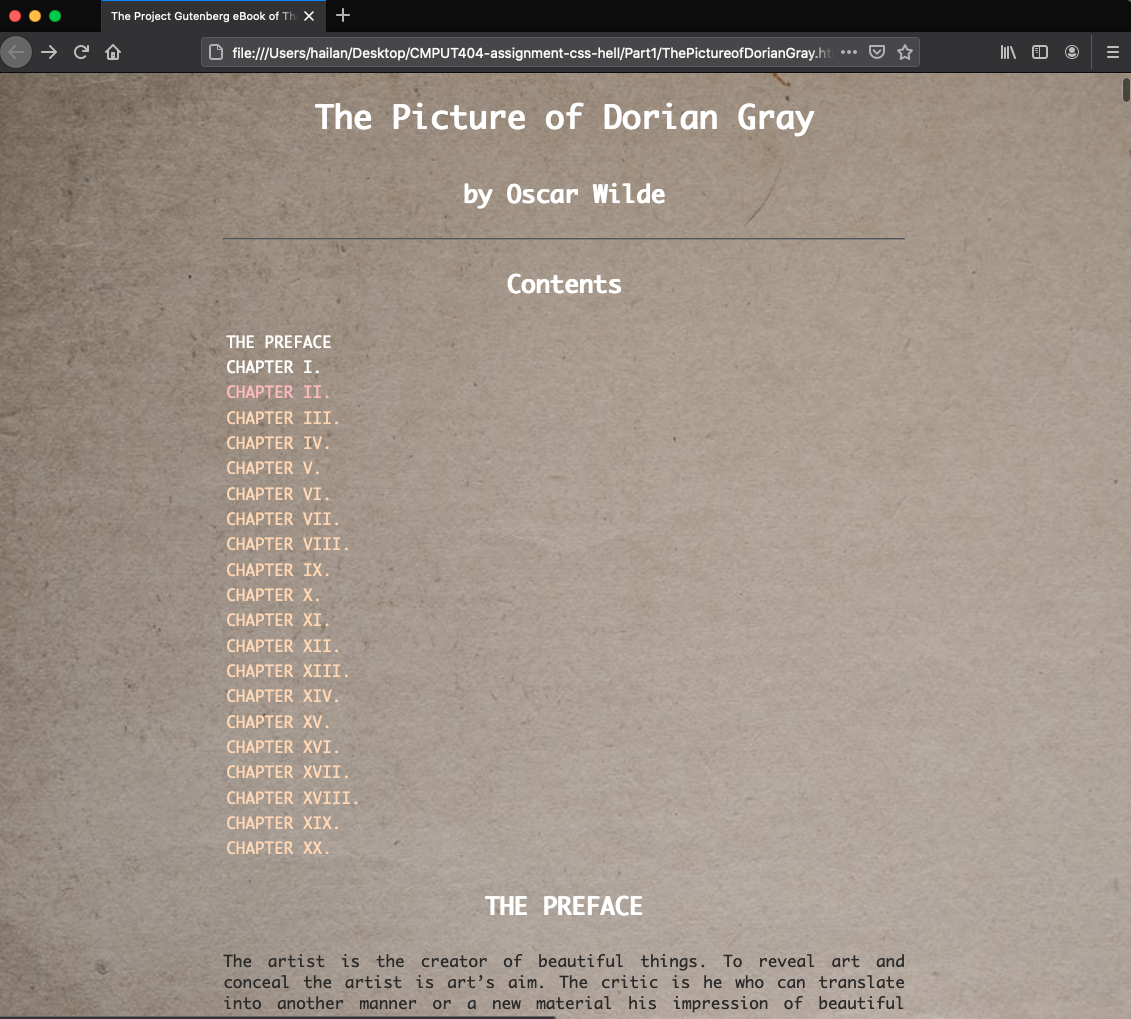 The Project Gutenberg eBook of Th
file:///Users/hailan/Desktop/CMPUT404-assignment-css-hell/Part1/ThePictureofDorianGray.ht
The Picture of Dorian Gray
by Oscar Wilde
Contents
THE PREFACE
CHAPTER I.
CHAPTER II.
CHAPTER III.
CHAPTER IV.
CHAPTER V.
CHAPTER VI.
CHAPTER VII.
CHAPTER VIII.
CHAPTER IX.
CHAPTER X.
CHAPTER XI.
CHAPTER XII.
CHAPTER XIII.
CHAPTER XIV.
CHAPTER XV.
CHAPTER XVI.
CHAPTER XVII.
CHAPTER XVIII.
CHAPTER XIX.
CHAPTER XX.
THE PREFACE
The artist is the creator of beautiful things. To reveal art and
conceal the artist is art’s aim. The critic is he who can translate
into another manner or a new material his impression of beautiful